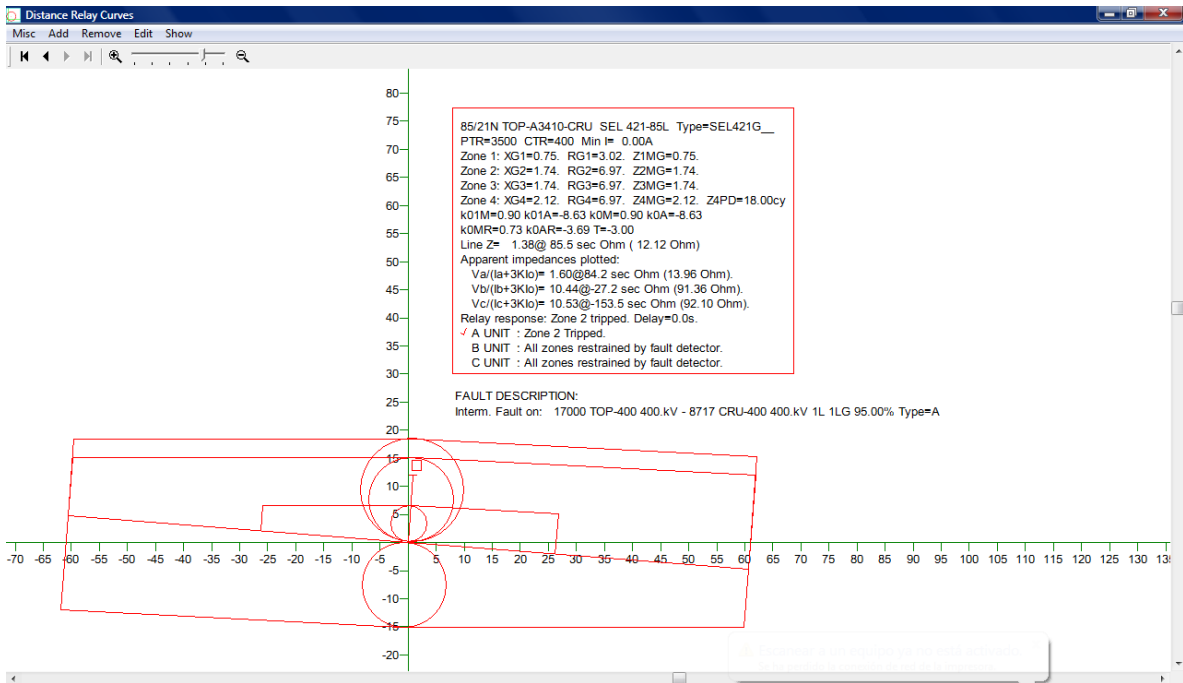 Distance Relay Curves
Misc Add Remove Edit Show
80
75
70
65
60
55
50
45
40
35
30
25
20
15
10
5
-5
-10
-15
-20
-70 -65 -60 -55 -50 -45 -40 -35 -30 -25 -20 -15 -10 -5 5 10 15 20 25 30 35 40 45 50 55 60 65 70 75 80 85 90 95 100 105 110 115 120 125 130
85/21N TOP-A3410-CRU SEL 421-85L Type=SEL421G__
PTR=3500 CTR=400 Min I= 0.00A
Zone 1: XG1=0.75. RG1=3.02. Z1MG=0.75.
Zone 2: XG2=1.74. RG2=6.97. Z2MG=1.74.
Zone 3: XG3=1.74. RG3=6.97. Z3MG=1.74.
Zone 4: XG4=2.12. RG4=6.97. Z4MG=2.12. Z4PD=18.00cy
k01M=0.90 k01A=-8.63 k0M=0.90 k0A=-8.63
k0MR=0.73 k0AR=-3.69 T=-3.00
Line Z= 1.38@ 85.5 sec Ohm ( 12.12 Ohm)
Apparent impedances plotted:
Va/(Ia+3KIo)= 1.60@84.2 sec Ohm (13.96 Ohm).
Vb/(Ib+3KIo)= 10.44@-27.2 sec Ohm (91.36 Ohm).
Vc/(Ic+3KIo)= 10.53@-153.5 sec Ohm (92.10 Ohm).
Relay response: Zone 2 tripped. Delay=0.0s.
✓ A UNIT : Zone 2 Tripped.
B UNIT : All zones restrained by fault detector.
C UNIT : All zones restrained by fault detector.
FAULT DESCRIPTION:
Interm. Fault on: 17000 TOP-400 400.kV - 8717 CRU-400 400.kV 1L 1LG 95.00% Type=A